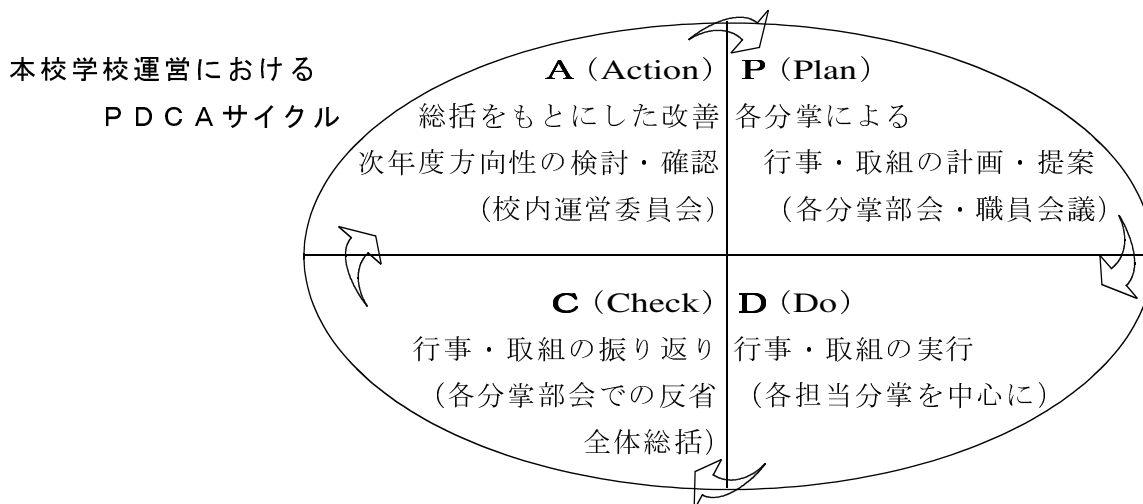 本校学校運営における
ＰＤＣＡサイクル
A（Action）
総括をもとにした改善
次年度方向性の検討・確認
（校内運営委員会）
P（Plan）
各分掌による
行事・取組の計画・提案
（各分掌部会・職員会議）
C（Check）
行事・取組の振り返り
（各分掌部会での反省
全体総括）
D（Do）
行事・取組の実行
（各担当分掌を中心に）